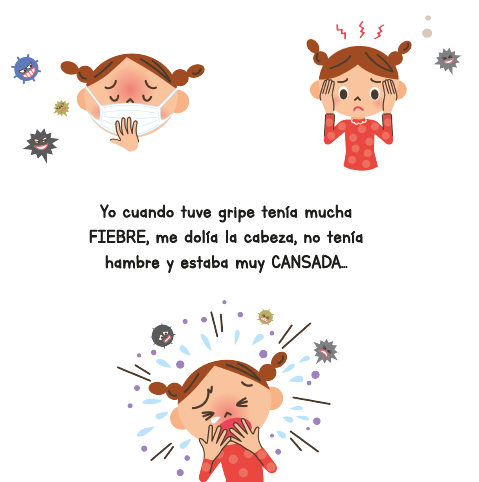 Yo cuando tuve gripe tenía mucha
FIEBRE, me dolía la cabeza, no tenía
hambre y estaba muy CANSADA...